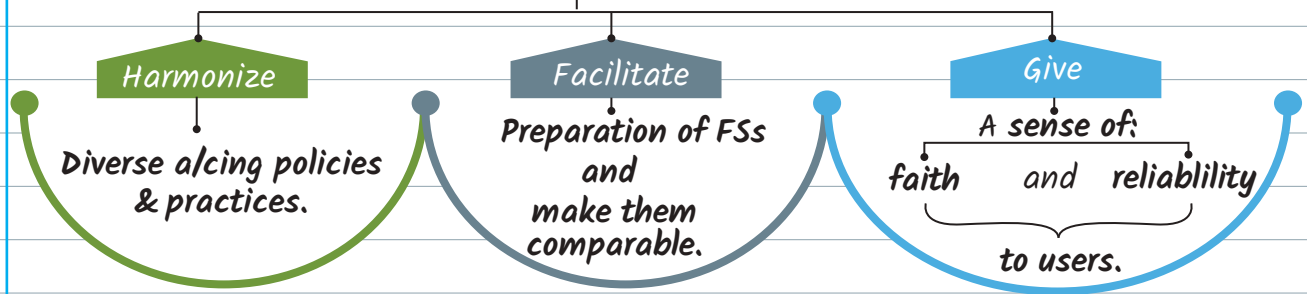 Harmonize
Diverse a/cing policies
& practices.
Facilitate
Preparation of FSs
and
make them
comparable.
Give
A sense of:
faith and reliablility
to users.